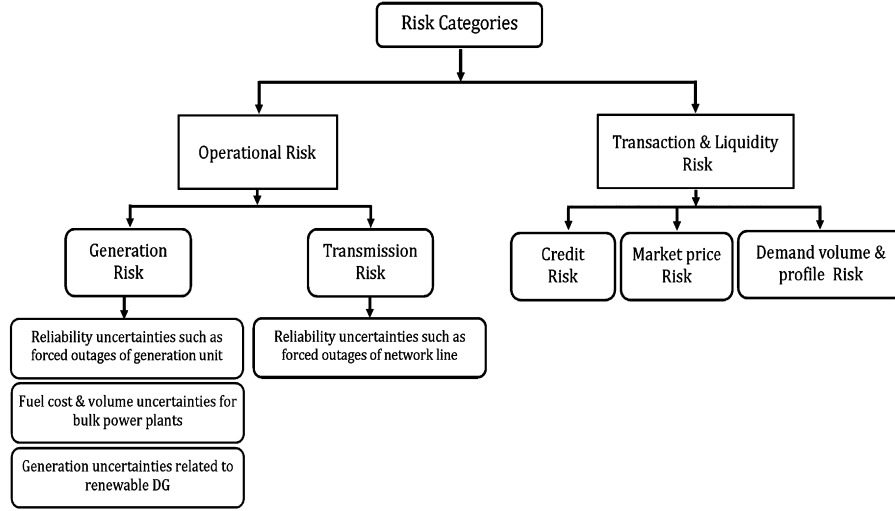 Risk Categories
Operational Risk
Transaction & Liquidity
Risk
Generation
Risk
Transmission
Risk
Credit
Risk
Market price
Risk
Demand volume &
profile Risk
Reliability uncertainties such as
forced outages of generation unit
Reliability uncertainties such as
forced outages of network line
Fuel cost & volume uncertainties for
bulk power plants
Generation uncertainties related to
renewable DG